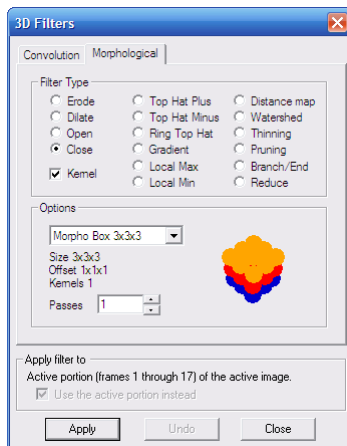 3D Filters
Convolution Morphological
Filter Type
Erode Top Hat Plus Distance map
Dilate Top Hat Minus Watershed
Open Ring Top Hat Thinning
Close Gradient Pruning
Local Max Branch/End
Kernel
Local Min Reduce
Options
Morpho Box 3x3x3
Size 3x3x3
Offset 1x1x1
Kernels 1
Passes 1
Apply filter to
Active portion (frames 1 through 17) of the active image.
Use the active portion instead
Apply Undo Close